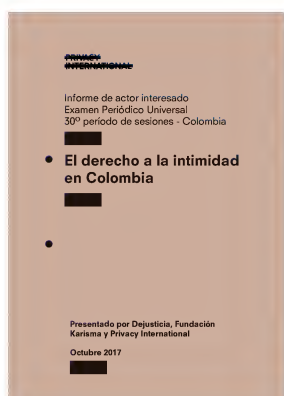 PRIVACY
INTERNATIONAL
Informe de actor interesado
Examen Periódico Universal
30º período de sesiones - Colombia
El derecho a la intimidad
en Colombia
Presentado por Dejusticia, Fundación
Karisma y Privacy International
Octubre 2017